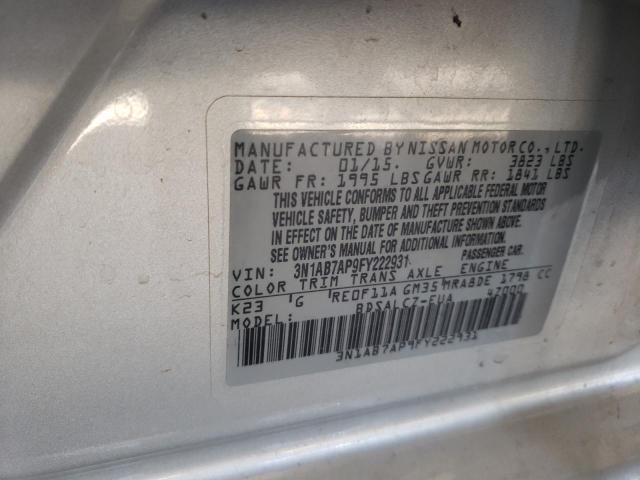 MANUFACTURED BY NISSAN MOTOR CO., LTD.
DATE: 01/15. GVWR: 3823 LBS
GAWR FR: 1995 LBS GAWR RR: 1841 LBS
THIS VEHICLE CONFORMS TO ALL APPLICABLE FEDERAL MOTOR
VEHICLE SAFETY, BUMPER AND THEFT PREVENTION STANDARDS
IN EFFECT ON THE DATE OF MANUFACTURE SHOWN ABOVE.
SEE OWNER'S MANUAL FOR ADDITIONAL INFORMATION.
VIN: 3N1AB7AP9FY222931 PASSENGER CAR.
COLOR TRIM TRANS AXLE ENGINE
K23 G RE0F11A GM35 MRA8DE 1798 CC
MODEL: BDSALCZ-EUA 47000
3N1AB7AP9FY222931